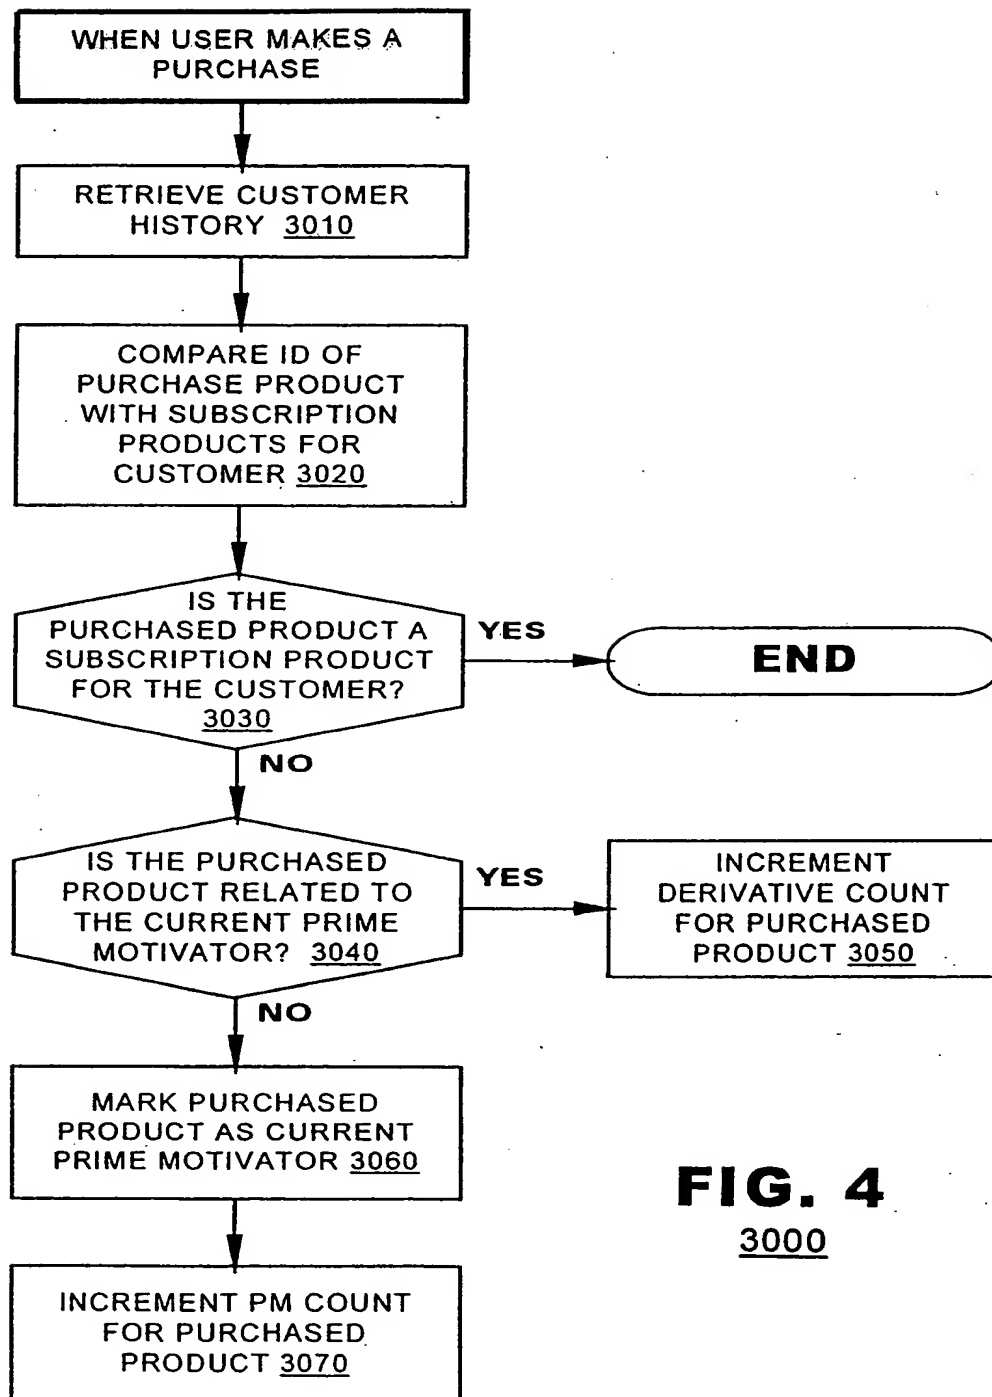 WHEN USER MAKES A
PURCHASE
RETRIEVE CUSTOMER
HISTORY 3010
COMPARE ID OF
PURCHASE PRODUCT
WITH SUBSCRIPTION
PRODUCTS FOR
CUSTOMER 3020
IS THE
PURCHASED PRODUCT A
SUBSCRIPTION PRODUCT
FOR THE CUSTOMER?
3030
YES
END
NO
IS THE PURCHASED
PRODUCT RELATED TO
THE CURRENT PRIME
MOTIVATOR? 3040
YES
INCREMENT
DERIVATIVE COUNT
FOR PURCHASED
PRODUCT 3050
NO
MARK PURCHASED
PRODUCT AS CURRENT
PRIME MOTIVATOR 3060
INCREMENT PM COUNT
FOR PURCHASED
PRODUCT 3070
FIG. 4
3000